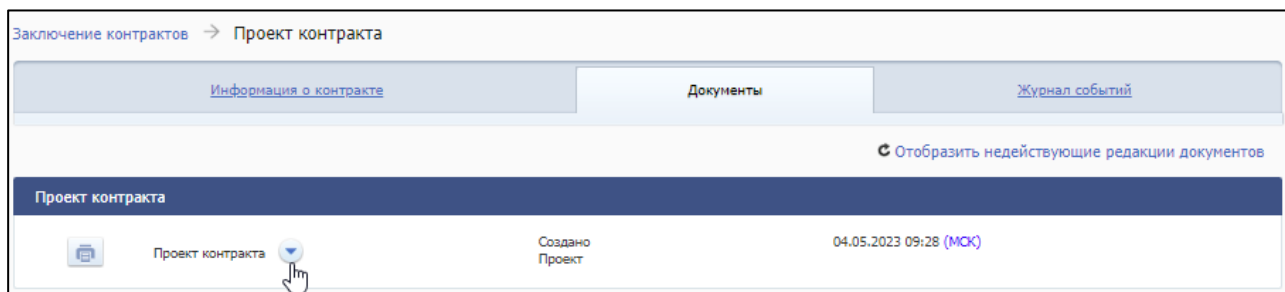 Заключение контрактов → Проект контракта
Информация о контракте Документы Журнал событий
Отобразить недействующие редакции документов
Проект контракта
Проект контракта Создано 04.05.2023 09:28 (МСК)
Проект